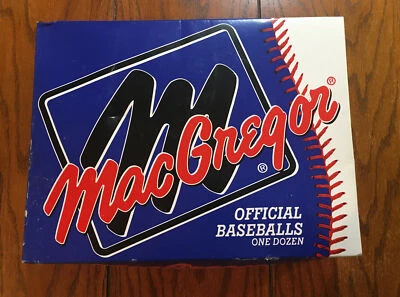 M
MacGregor®
®
OFFICIAL
BASEBALLS
ONE DOZEN